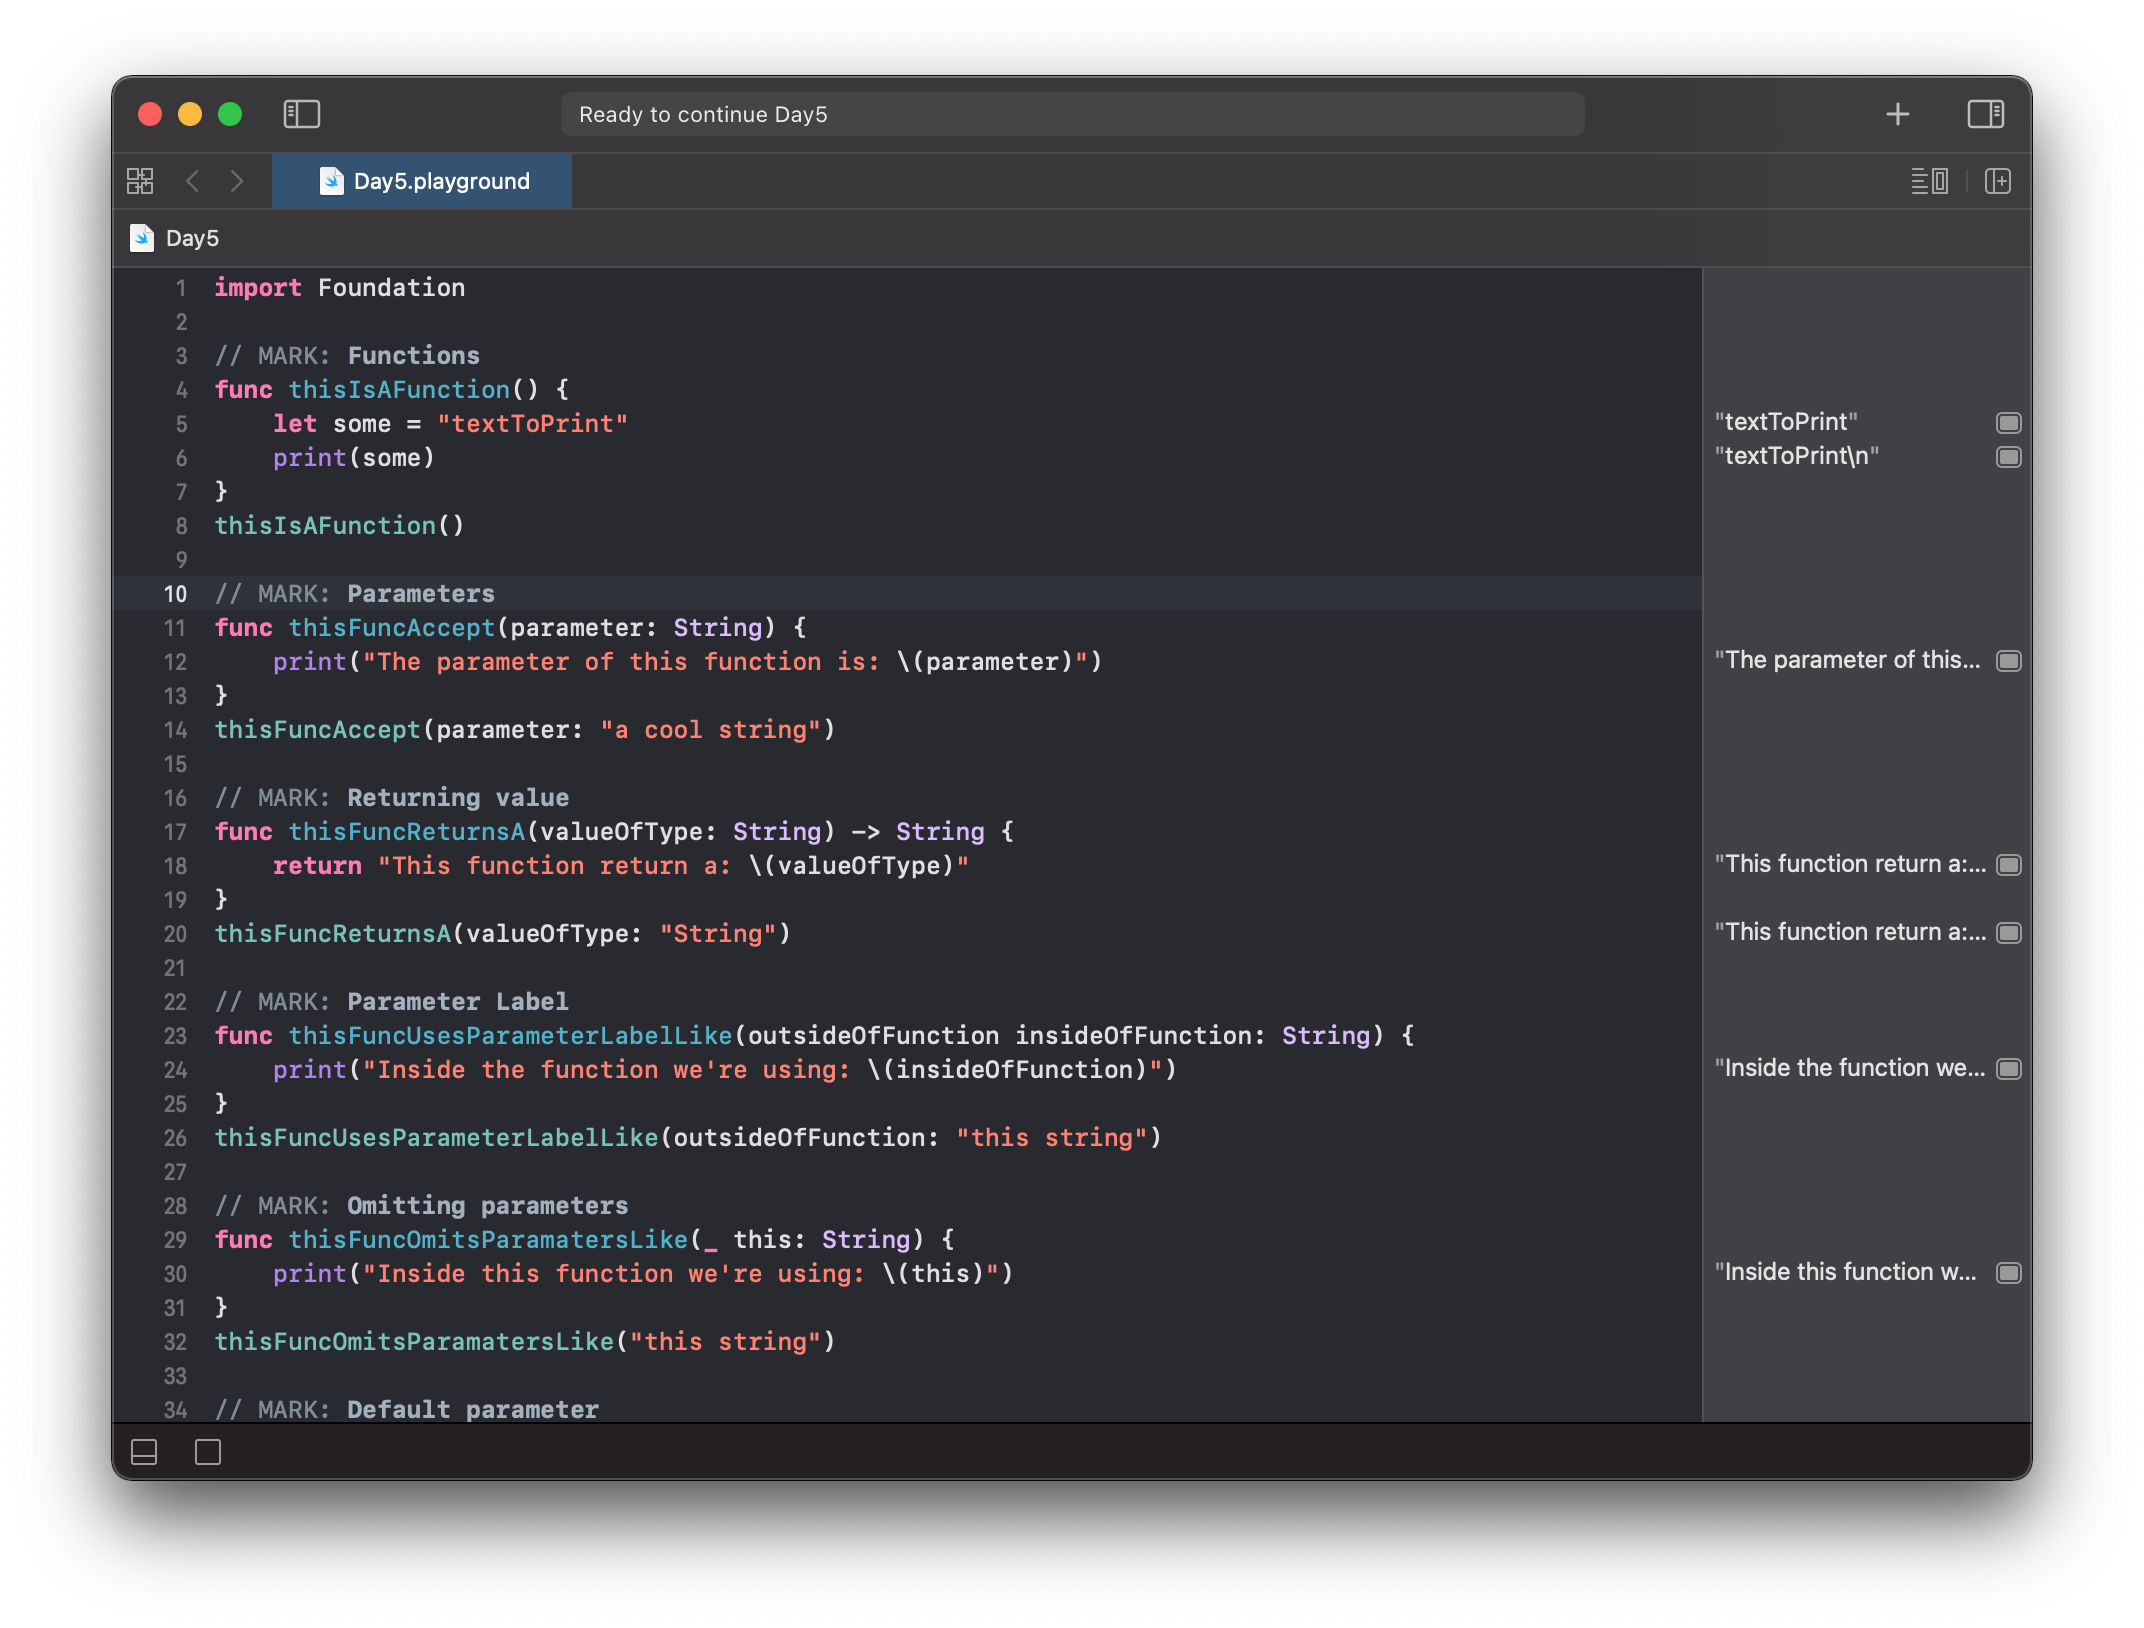 Ready to continue Day5
Day5.playground
Day5
1 import Foundation
2
3 // MARK: Functions
4 func thisIsAFunction() {
5     let some = "textToPrint"
"textToPrint"
6     print(some)
"textToPrint\n"
7 }
8 thisIsAFunction()
9
10 // MARK: Parameters
11 func thisFuncAccept(parameter: String) {
12     print("The parameter of this function is: \(parameter)")
"The parameter of this...
13 }
14 thisFuncAccept(parameter: "a cool string")
15
16 // MARK: Returning value
17 func thisFuncReturnsA(valueOfType: String) -> String {
18     return "This function return a: \(valueOfType)"
"This function return a:...
19 }
20 thisFuncReturnsA(valueOfType: "String")
"This function return a:...
21
22 // MARK: Parameter Label
23 func thisFuncUsesParameterLabelLike(outsideOfFunction insideOfFunction: String) {
24     print("Inside the function we're using: \(insideOfFunction)")
"Inside the function we...
25 }
26 thisFuncUsesParameterLabelLike(outsideOfFunction: "this string")
27
28 // MARK: Omitting parameters
29 func thisFuncOmitsParamatersLike(_ this: String) {
30     print("Inside this function we're using: \(this)")
"Inside this function w...
31 }
32 thisFuncOmitsParamatersLike("this string")
33
34 // MARK: Default parameter